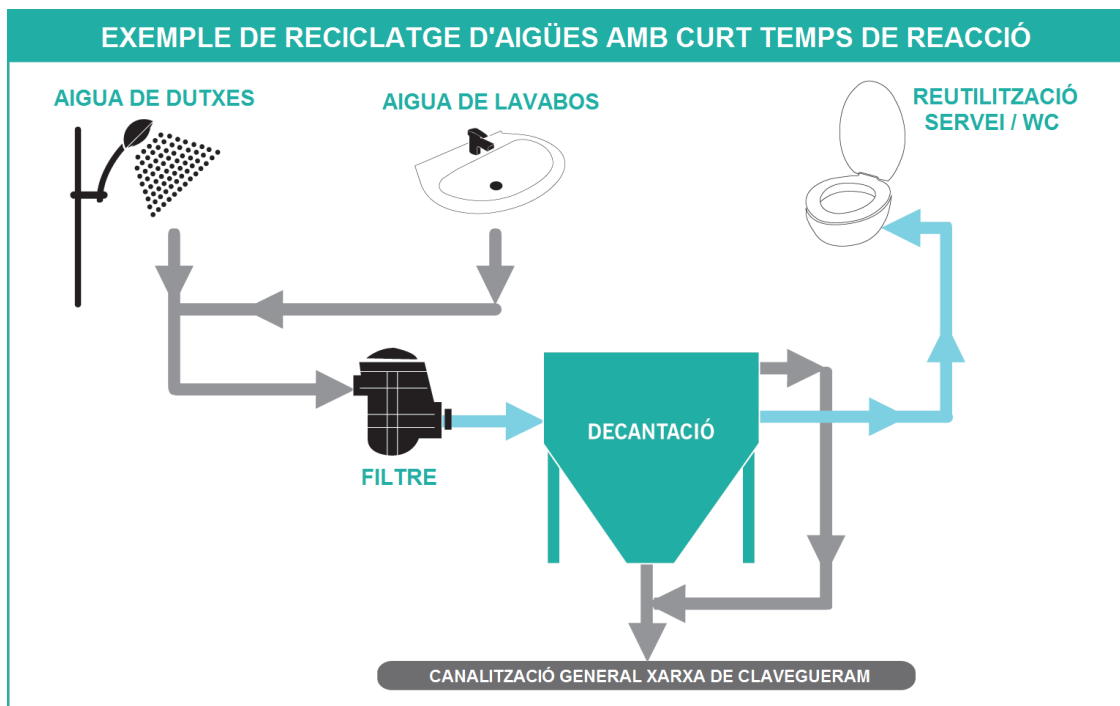 EXEMPLE DE RECICLATGE D'AIGÜES AMB CURT TEMPS DE REACCIÓ
AIGUA DE DUTXES
AIGUA DE LAVABOS
REUTILITZACIÓ
SERVEI / WC
FILTRE
DECANTACIÓ
CANALITZACIÓ GENERAL XARXA DE CLAVEGUERAM